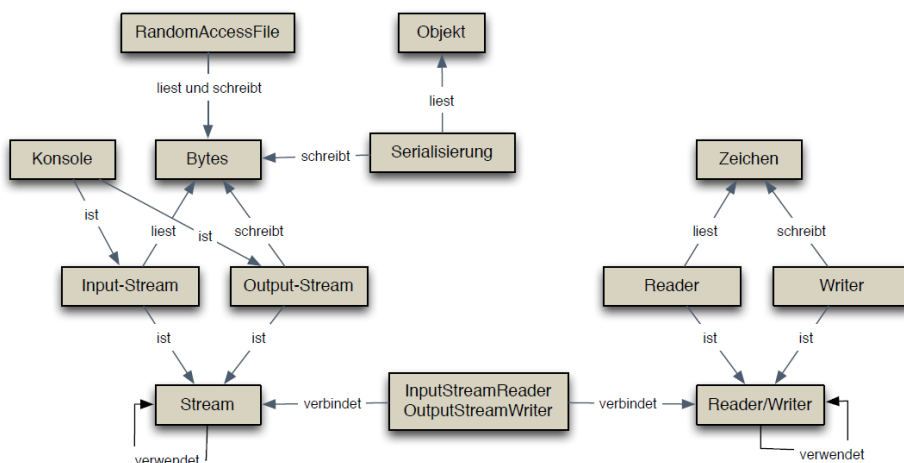 RandomAccessFile
Objekt
liest und schreibt
liest
Konsole
Bytes
schreibt
Serialisierung
Zeichen
ist
liest
ist
schreibt
liest
schreibt
Input-Stream
Output-Stream
Reader
Writer
ist
ist
ist
ist
Stream
verbindet
InputStreamReader
OutputStreamWriter
verbindet
Reader/Writer
verwendet
verwendet